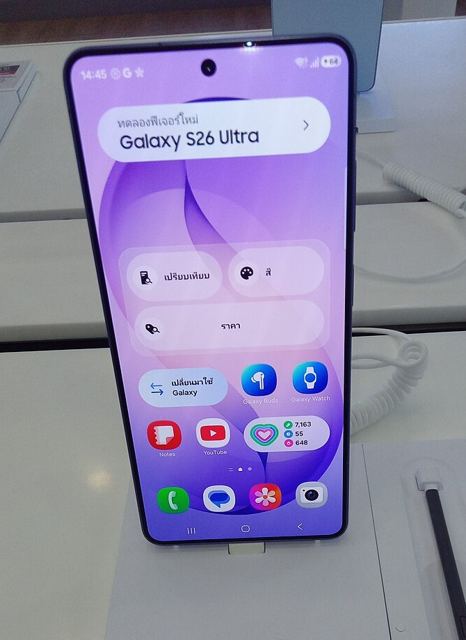 14:45 G
64
ทดลองฟีเจอร์ใหม่
Galaxy S26 Ultra
เปรียบเทียบ
สี
ราคา
เปลี่ยนมาใช้
Galaxy
Galaxy Buds
Galaxy Watch
Notes
YouTube
7,163
55
648